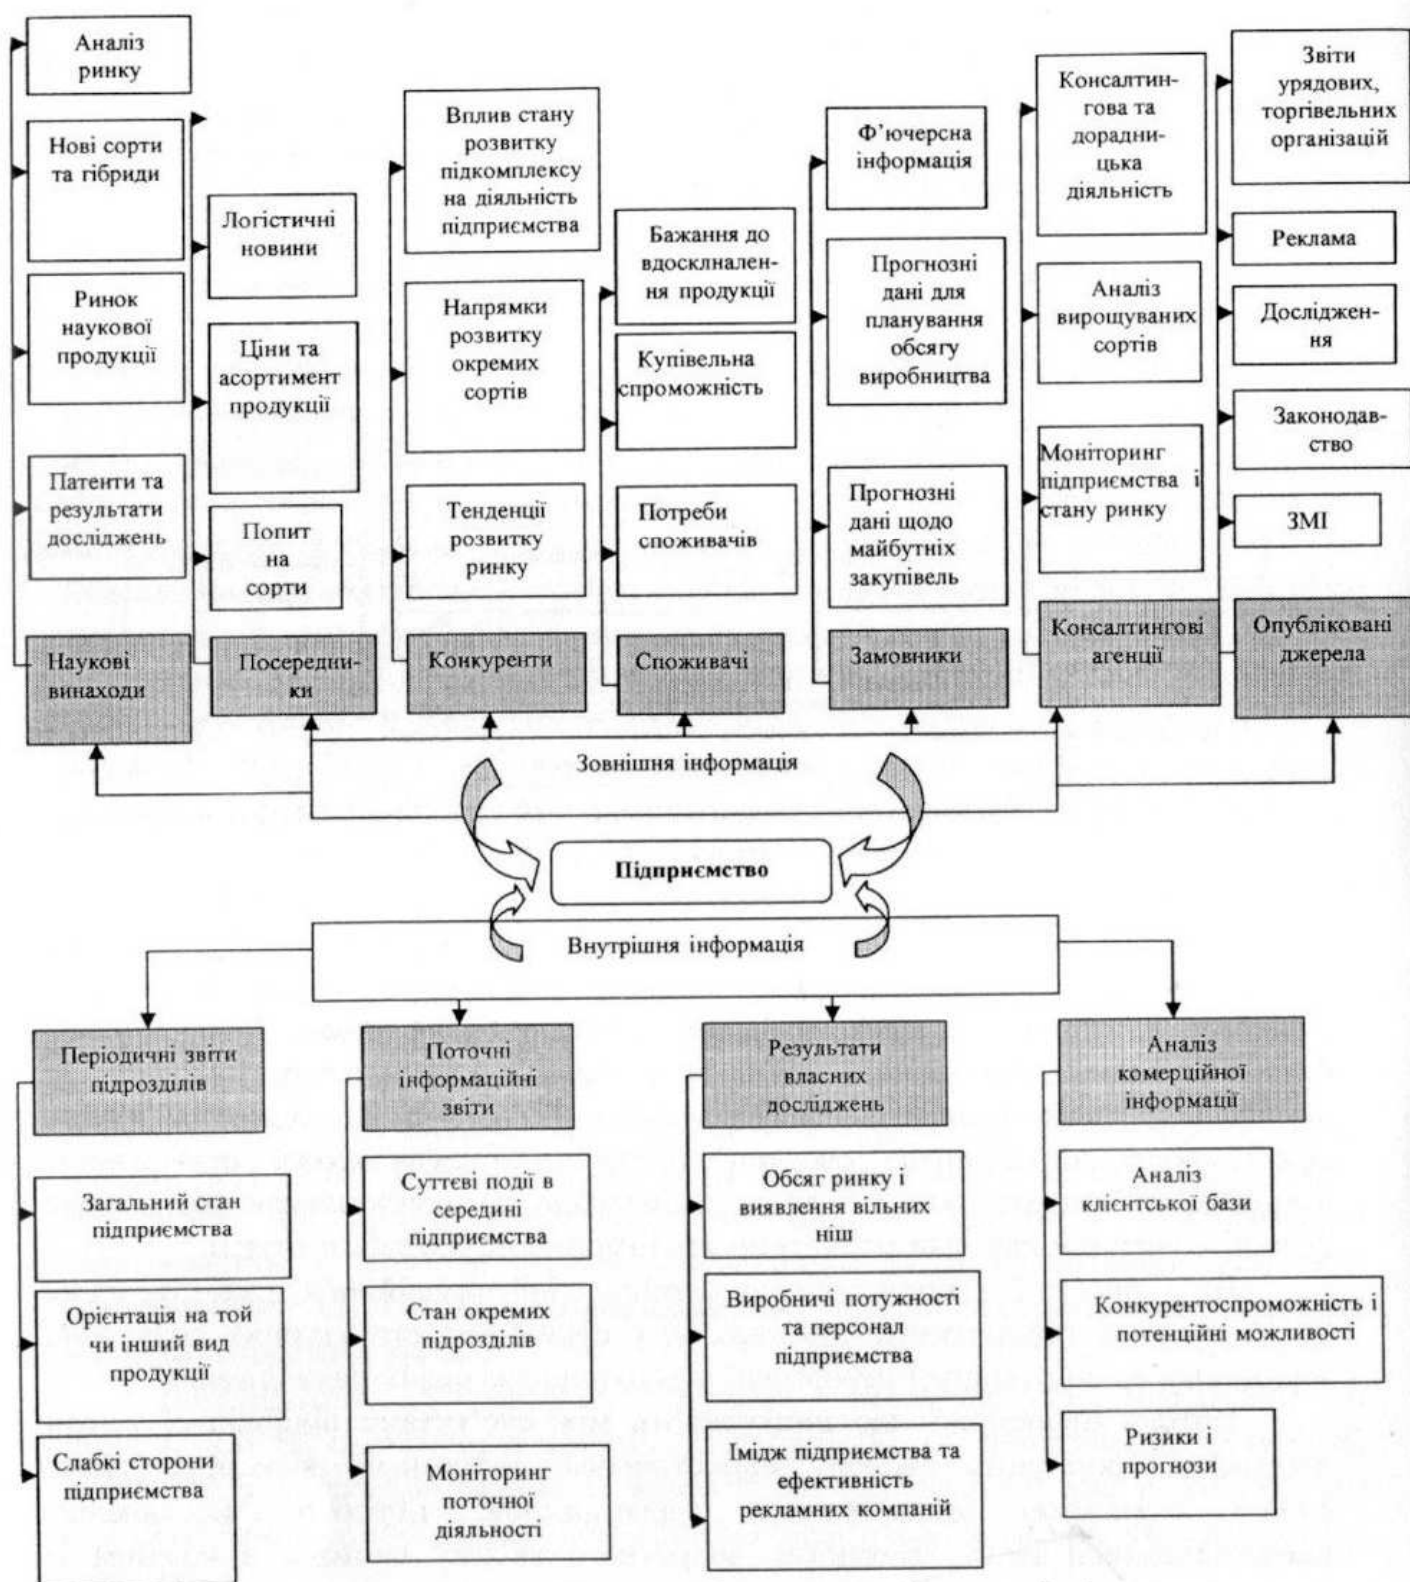 Аналіз
ринку
Нові сорти
та гібриди
Ринок
наукової
продукції
Патенти та
результати
досліджень
Наукові
винаходи
Логістичні
новини
Ціни та
асортимент
продукції
Попит
на
сорти
Посередни-
ки
Вплив стану
розвитку
підкомплексу
на діяльність
підприємства
Напрямки
розвитку
окремих
сортів
Тенденції
розвитку
ринку
Конкуренти
Бажання до
вдосклнален-
ня продукції
Купівельна
спроможність
Потреби
споживачів
Споживачі
Ф’ючерсна
інформація
Прогнозні
дані для
планування
обсягу
виробництва
Прогнозні
дані щодо
майбутніх
закупівель
Замовники
Консалтин-
гова та
доradни-
цька
діяльність
Аналіз
вирощуваних
сортів
Моніторинг
підприємства і
стану ринку
Консалтингові
агенції
Звіти
урядових,
торгівельних
організацій
Реклама
Досліджен-
ня
Законодав-
ство
ЗМІ
Опубліковані
джерела
Зовнішня інформація
Підприємство
Внутрішня інформація
Періодичні звіти
підрозділів
Загальний стан
підприємства
Орієнтація на той
чи інший вид
продукції
Слабкі сторони
підприємства
Поточні
інформаційні
звіти
Суттєві події в
середині
підприємства
Стан окремих
підрозділів
Моніторинг
поточної
діяльності
Результати
власних
досліджень
Обсяг ринку і
виявлення вільних
ніш
Виробничі потужності
та персонал
підприємства
Імідж підприємства та
ефективність
рекламних компаній
Аналіз
комерційної
інформації
Аналіз
клієнтської бази
Конкурентоспроможність і
потенційні можливості
Ризики і
прогнози